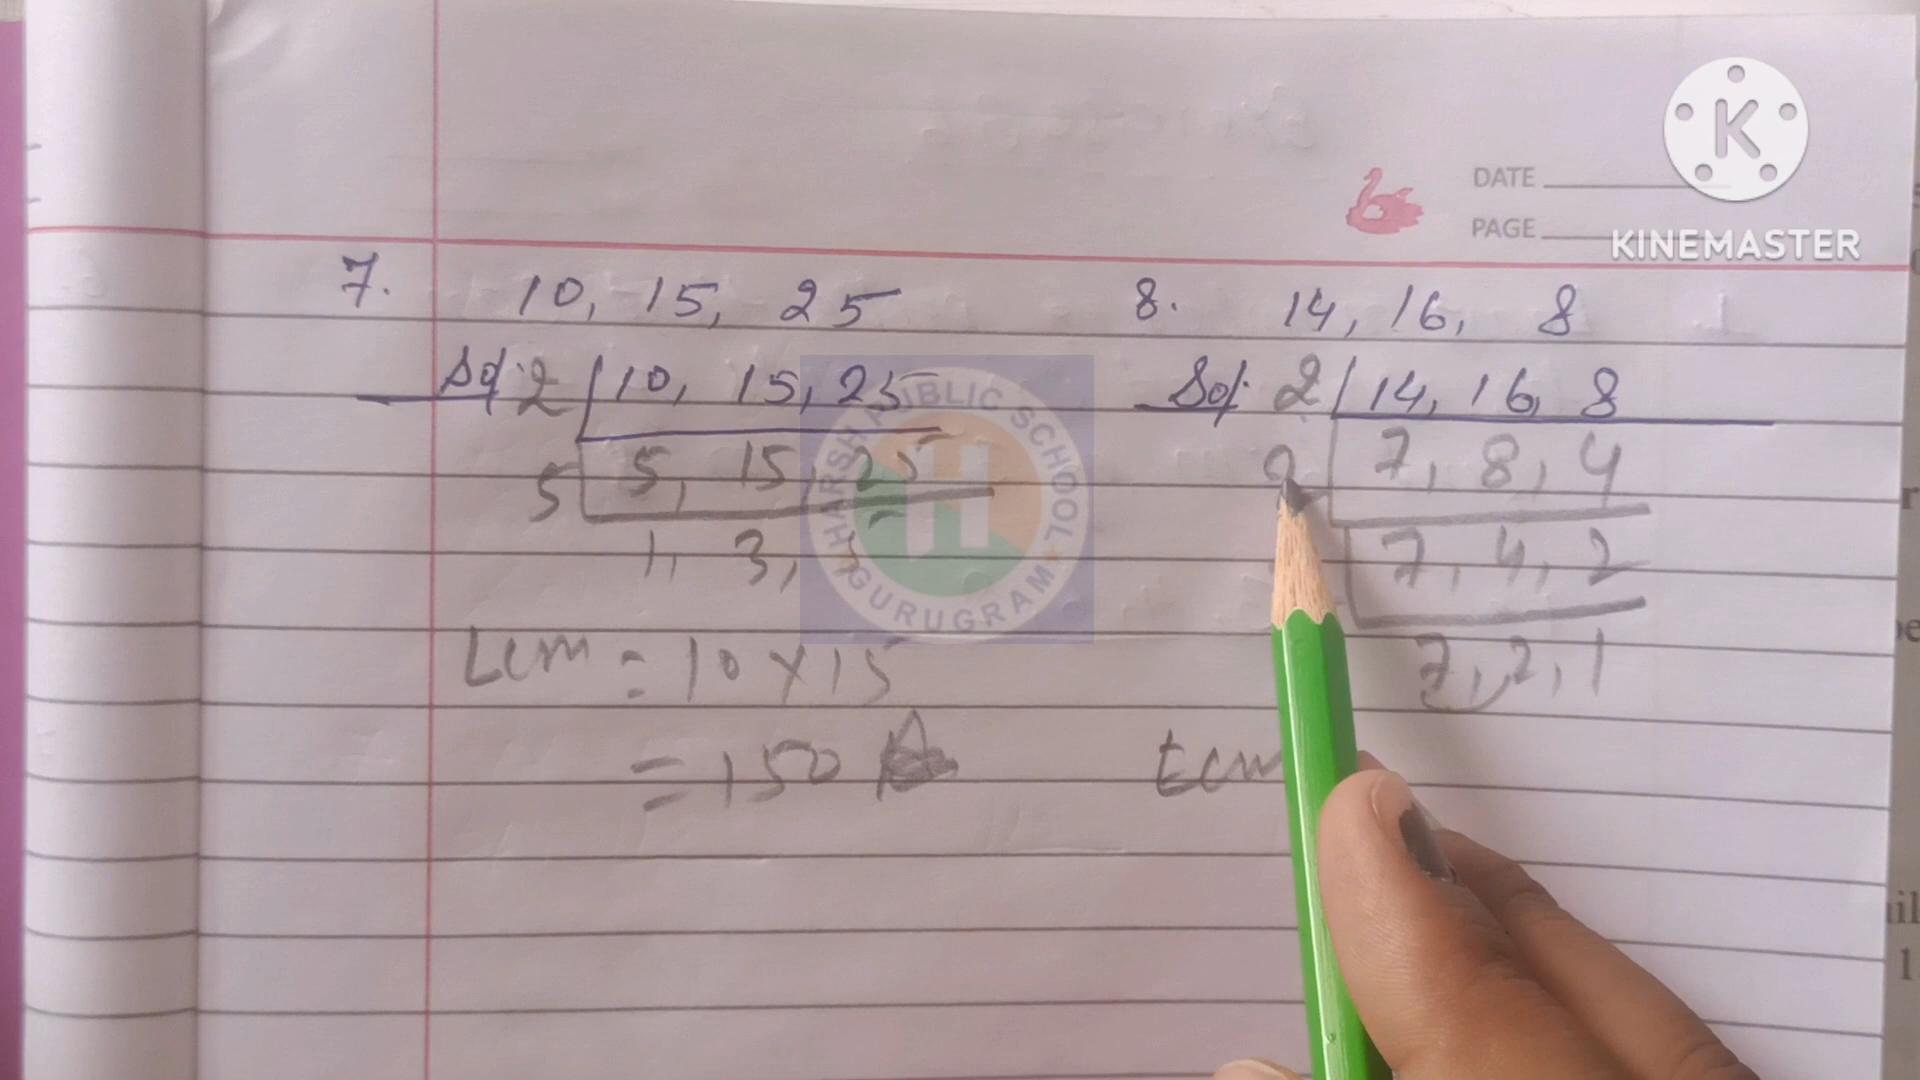 DATE
PAGE
KINEMASTER
7. 10, 15, 25
Sol. 2 10, 15, 25
5 5, 15, 25
1, 3, 5
Lcm = 10 x 15
= 150
8. 14, 16, 8
Sol. 2 14, 16, 8
2 7, 8, 4
7, 4, 2
7, 2, 1
Lcm
HARSHA PUBLIC SCHOOL
GURUGRAM
H